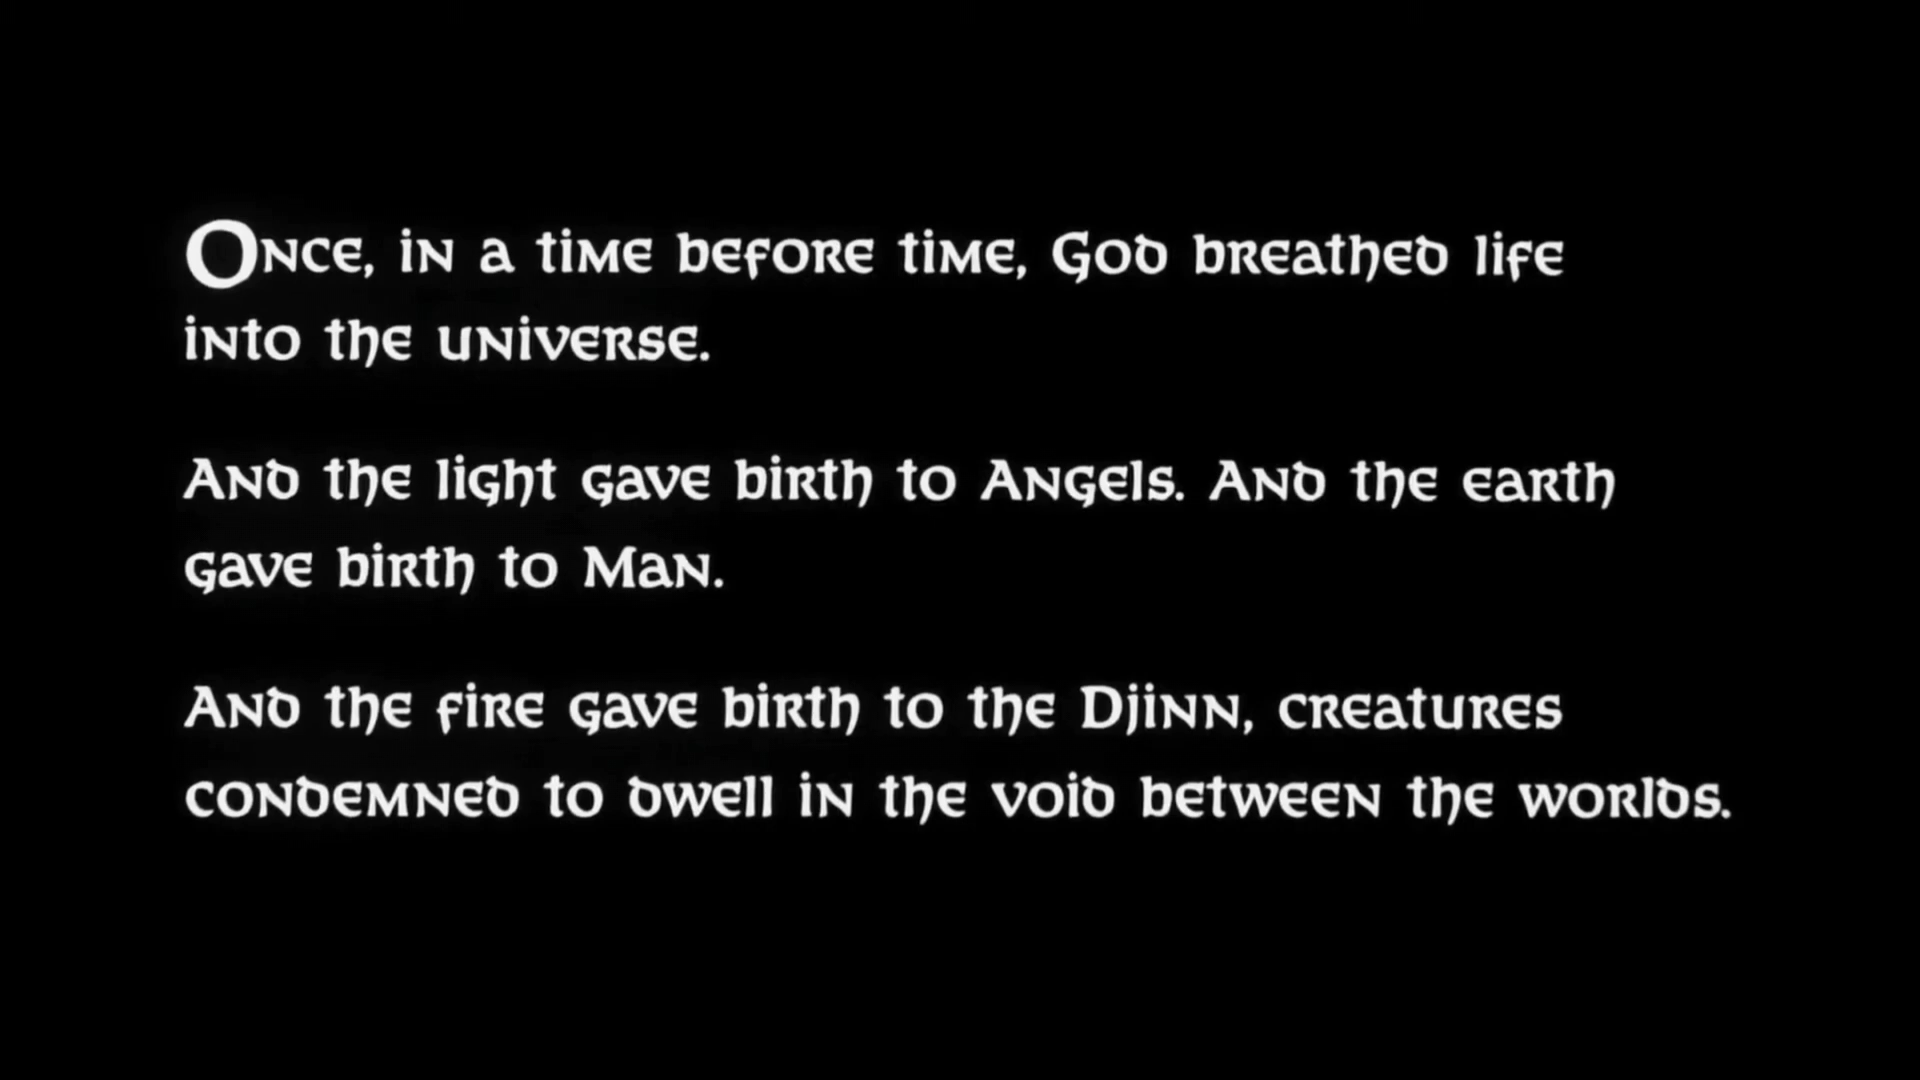 Once, in a time before time, God breathed life
into the universe.
And the light gave birth to Angels. And the earth
gave birth to Man.
And the fire gave birth to the Djinn, creatures
condemned to dwell in the void between the worlds.